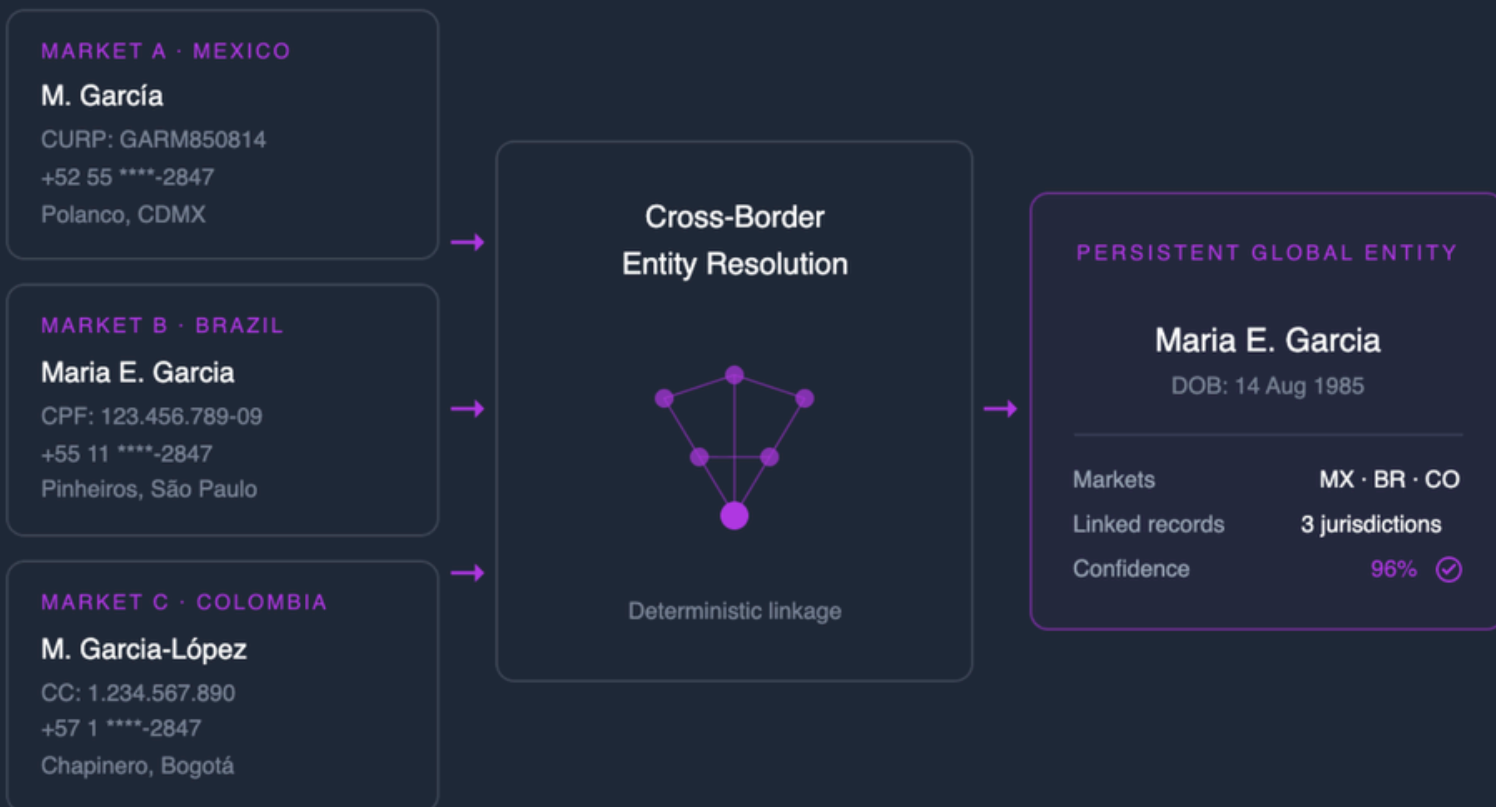 MARKET A · MEXICO
M. García
CURP: GARM850814
+52 55 ****-2847
Polanco, CDMX
MARKET B · BRAZIL
Maria E. Garcia
CPF: 123.456.789-09
+55 11 ****-2847
Pinheiros, São Paulo
MARKET C · COLOMBIA
M. Garcia-López
CC: 1.234.567.890
+57 1 ****-2847
Chapinero, Bogotá
Cross-Border
Entity Resolution
Deterministic linkage
PERSISTENT GLOBAL ENTITY
Maria E. Garcia
DOB: 14 Aug 1985
Markets MX · BR · CO
Linked records 3 jurisdictions
Confidence 96%